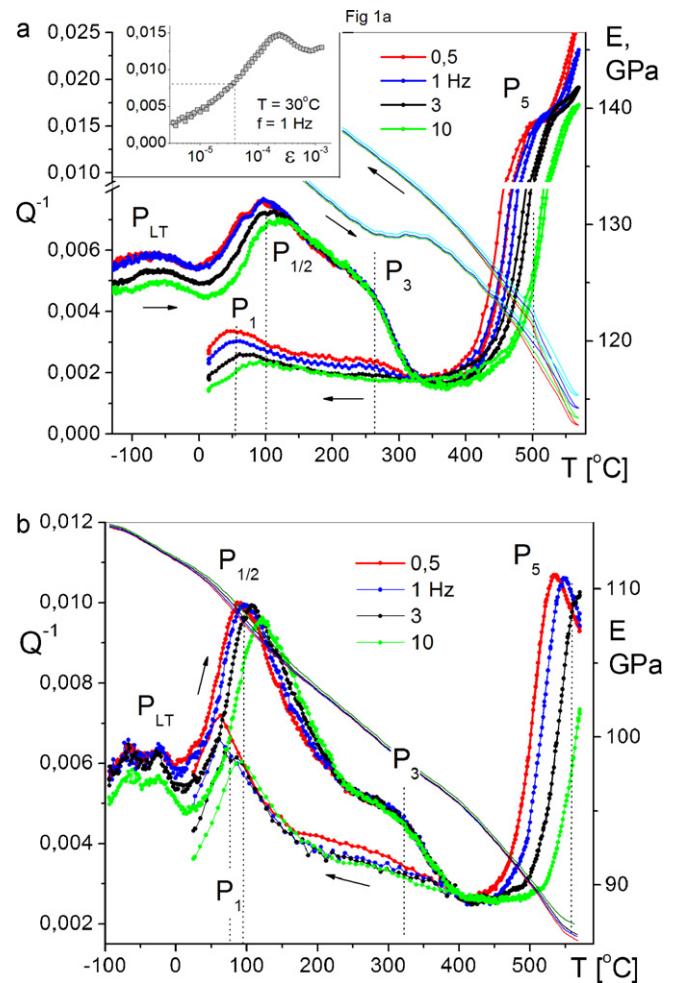 Fig 1a
a
0,025
0,020
0,015
0,010
Q⁻¹
0,006
0,004
0,002
0,000
0,015
0,010
0,005
0,000
T = 30°C
f = 1 Hz
10⁻⁵ 10⁻⁴ ε 10⁻³
0,5
1 Hz
3
10
E,
GPa
140
130
120
P₅
P_LT
P₁/₂
P₃
P₁
-100 0 100 200 300 400 500
T [°C]
b
0,012
0,010
Q⁻¹
0,008
0,006
0,004
0,002
0,5
1 Hz
3
10
P₁/₂
P₅
P_LT
P₃
P₁
110
E
GPa
100
90
-100 0 100 200 300 400 500
T [°C]